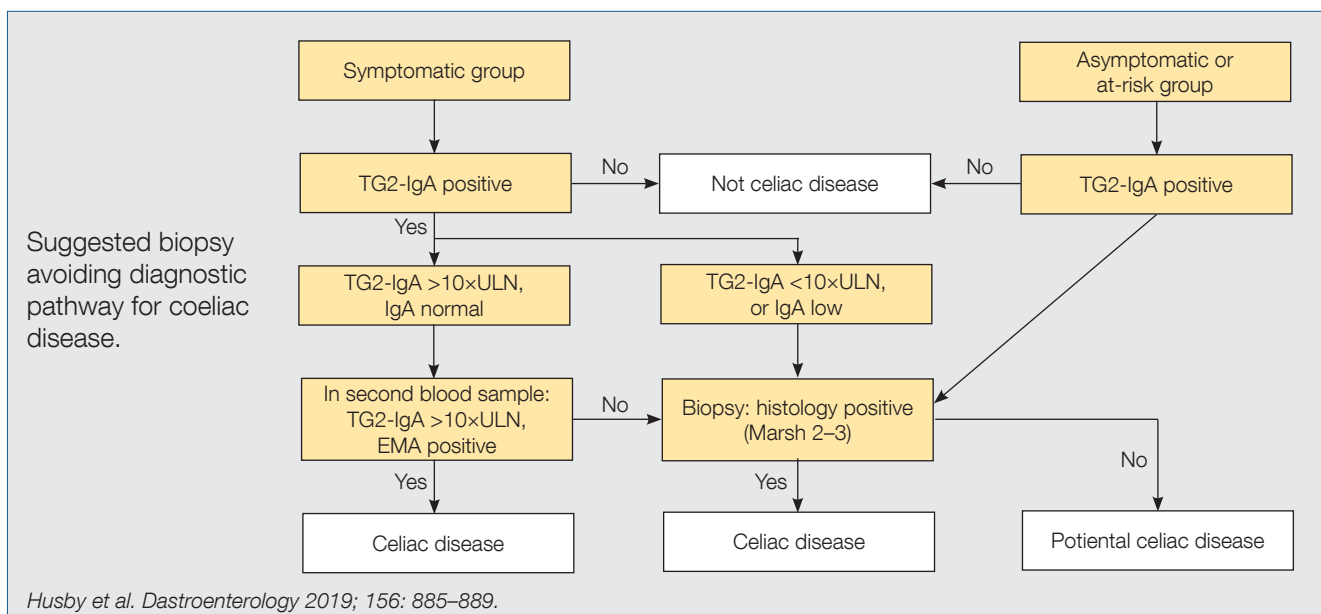 Symptomatic group
Asymptomatic or
at-risk group
TG2-IgA positive
No
Not celiac disease
No
TG2-IgA positive
Yes
Suggested biopsy
avoiding diagnostic
pathway for coeliac
disease.
TG2-IgA >10×ULN,
IgA normal
TG2-IgA <10×ULN,
or IgA low
In second blood sample:
TG2-IgA >10×ULN,
EMA positive
No
Biopsy: histology positive
(Marsh 2–3)
No
Yes
Yes
Celiac disease
Celiac disease
Potiental celiac disease
Husby et al. Dastroenterology 2019; 156: 885–889.